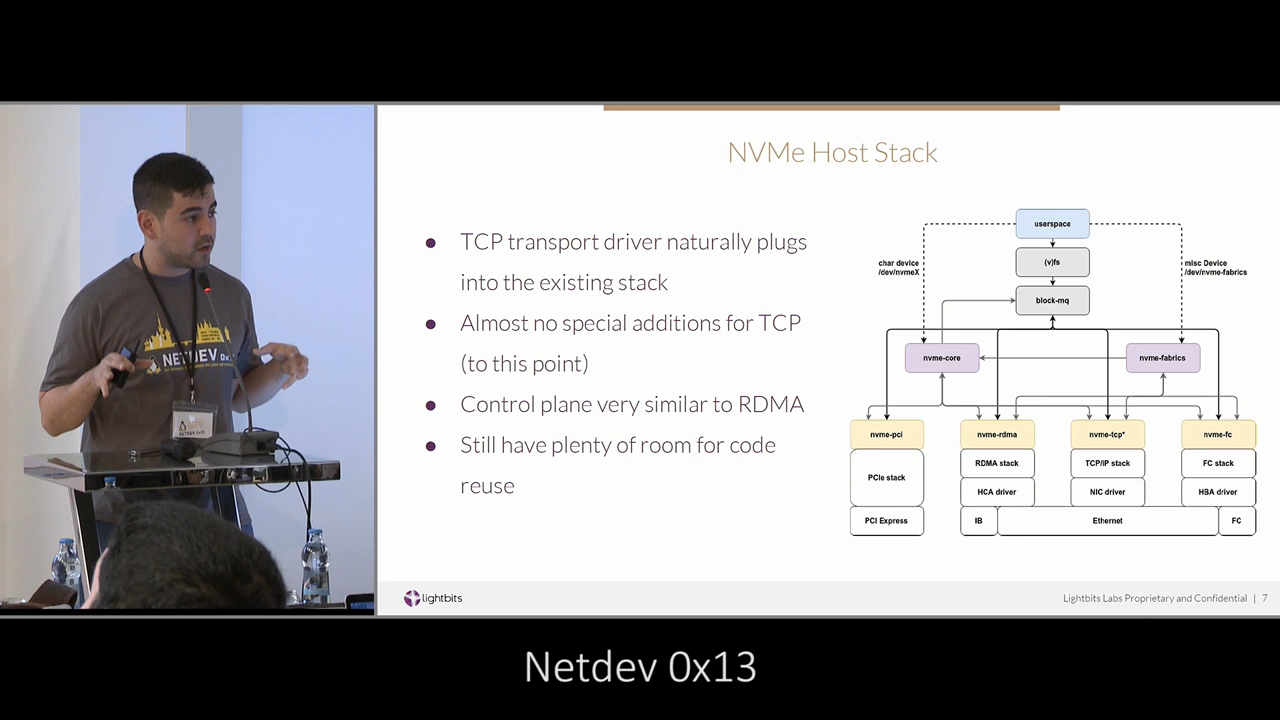 NVMe Host Stack
● TCP transport driver naturally plugs
into the existing stack
● Almost no special additions for TCP
(to this point)
● Control plane very similar to RDMA
● Still have plenty of room for code
reuse
userspace
char device
/dev/nvmeX
(v)fs
misc Device
/dev/nvme-fabrics
block-mq
nvme-core
nvme-fabrics
nvme-pci
nvme-rdma
nvme-tcp*
nvme-fc
PCIe stack
RDMA stack
TCP/IP stack
FC stack
HCA driver
NIC driver
HBA driver
PCI Express
IB
Ethernet
FC
lightbits
Lightbits Labs Proprietary and Confidential | 7
NETDEV
Netdev 0x13